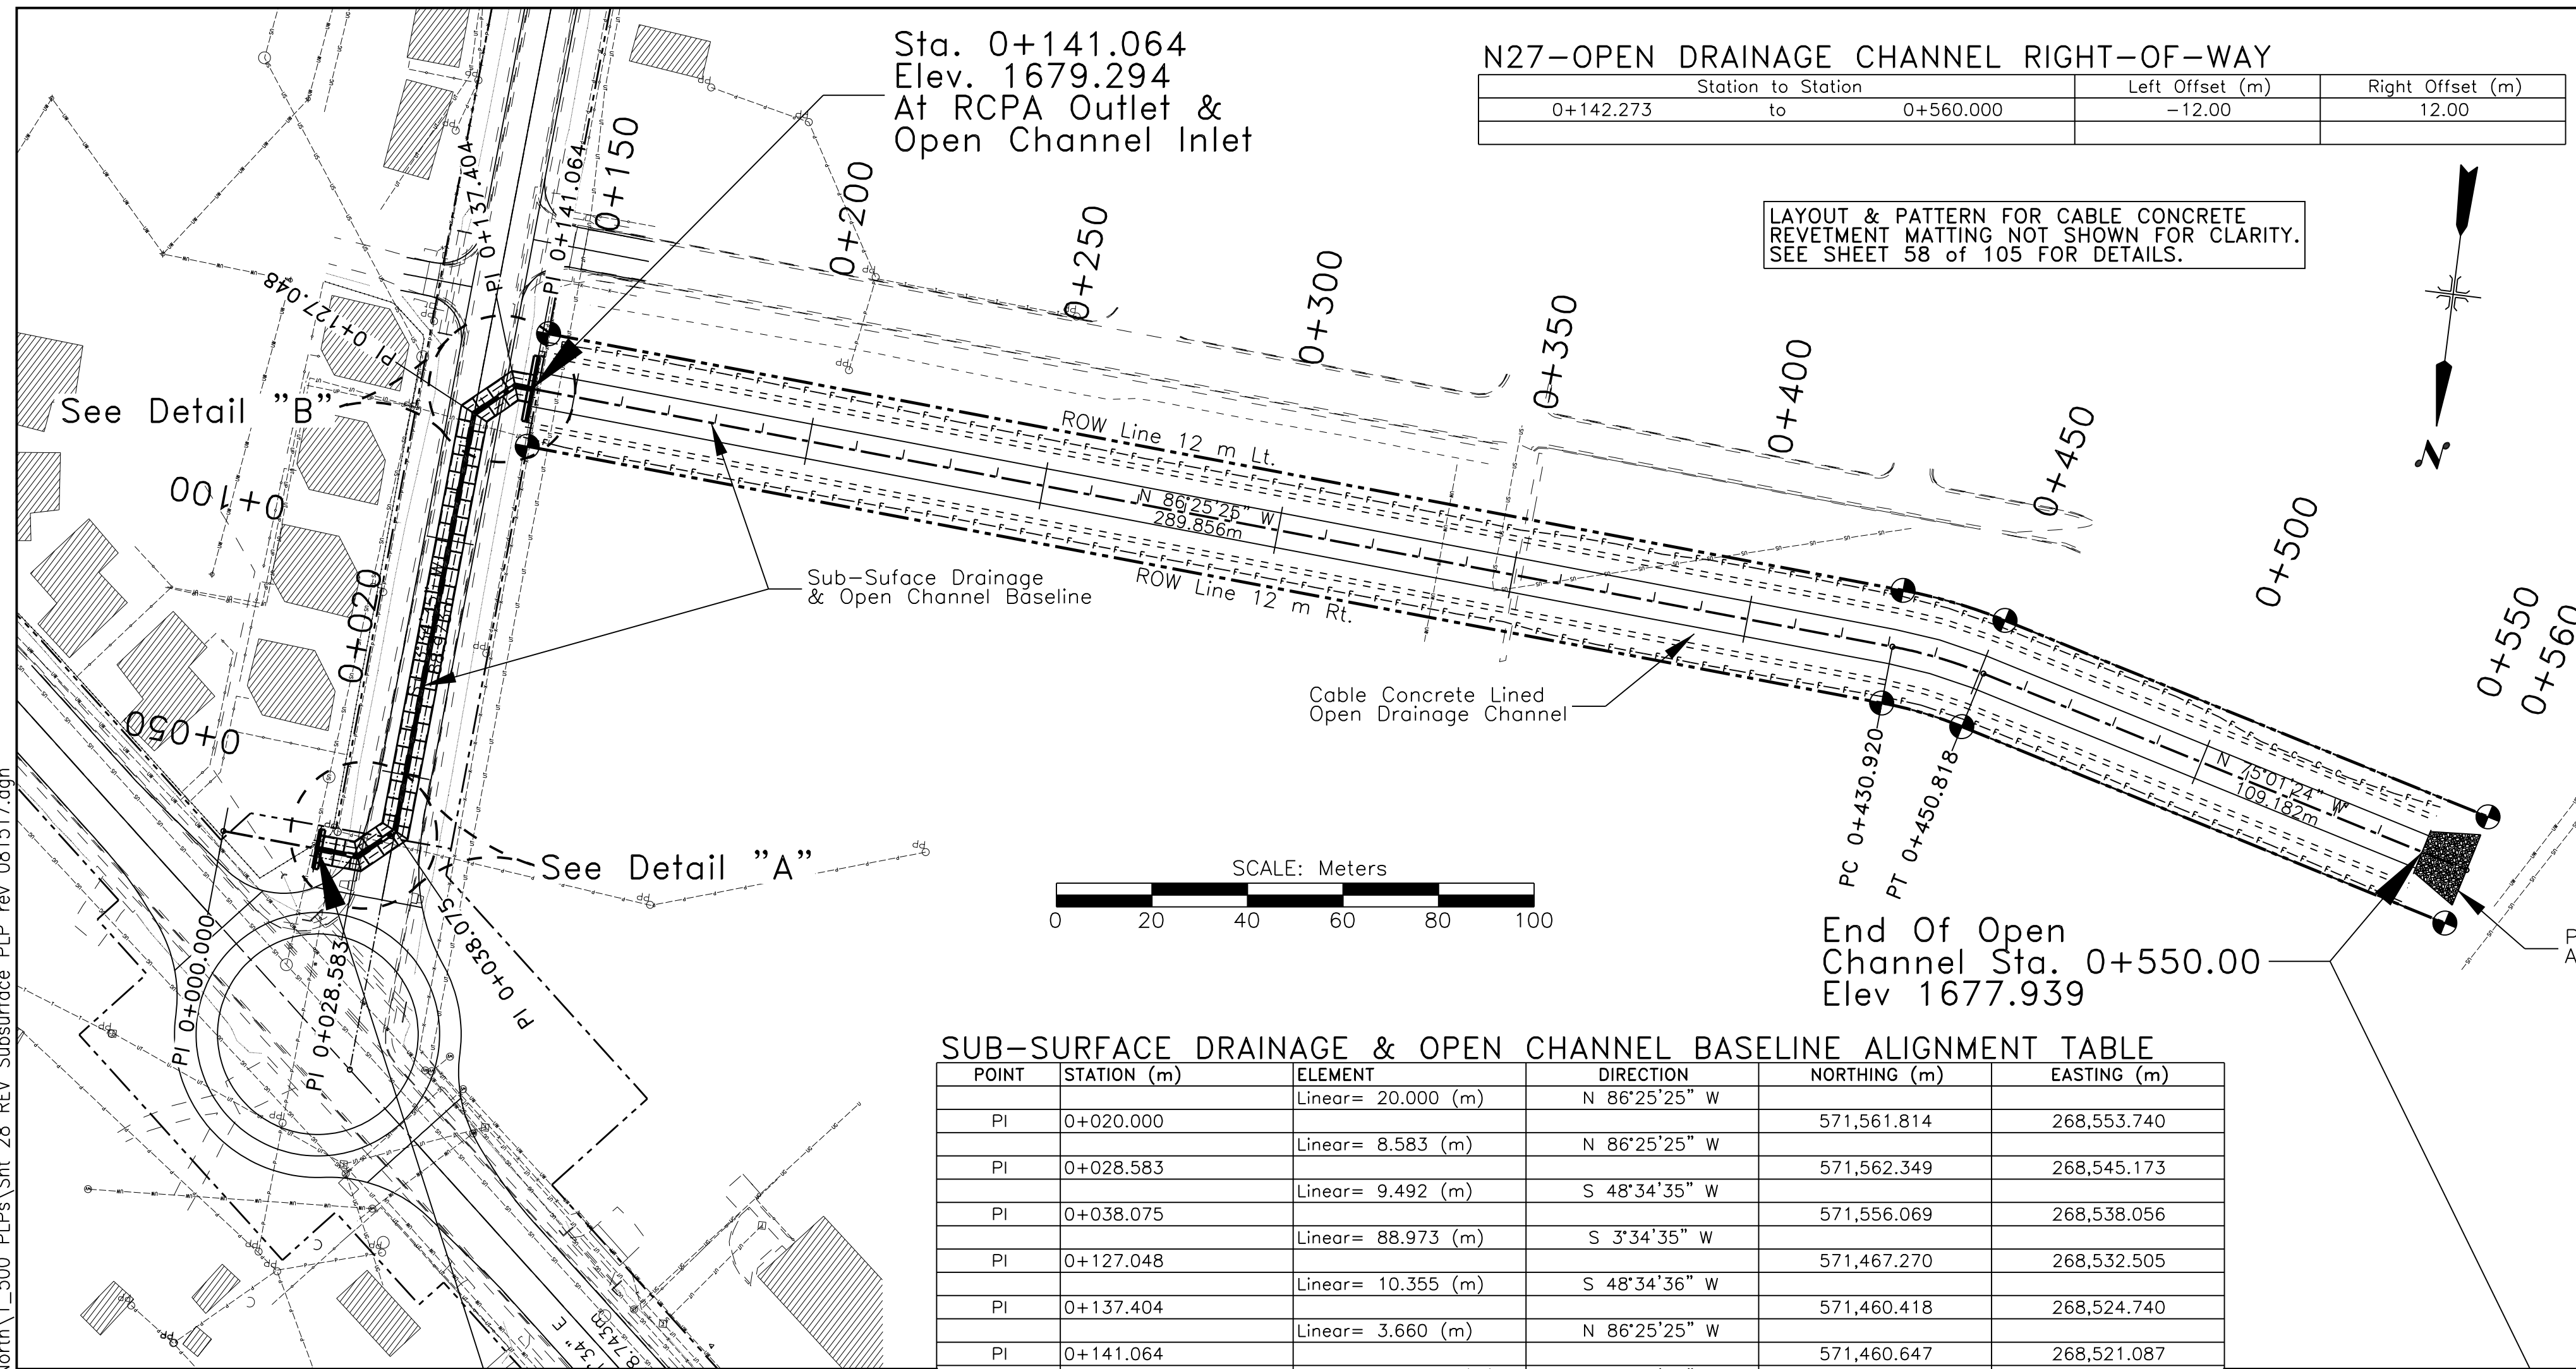 Sta. 0+141.064
Elev. 1679.294
At RCPA Outlet &
Open Channel Inlet
N27-OPEN DRAINAGE CHANNEL RIGHT-OF-WAY
Station to Station Left Offset (m) Right Offset (m)
0+142.273 to 0+560.000 -12.00 12.00
LAYOUT & PATTERN FOR CABLE CONCRETE
REVETMENT MATTING NOT SHOWN FOR CLARITY.
SEE SHEET 58 of 105 FOR DETAILS.
N
PI 0+127.048
PI 0+137.404
PI 0+141.064
0+150
0+200
0+250
0+300
0+350
0+400
0+450
0+500
0+550
0+560
See Detail "B"
0+100
0+020
0+050
ROW Line 12 m Lt.
N 86°25'25" W
289.856m
ROW Line 12 m Rt.
Sub-Suface Drainage
& Open Channel Baseline
Cable Concrete Lined
Open Drainage Channel
PC 0+430.920
PT 0+450.818
N 75°01'24" W
109.182m
See Detail "A"
PI 0+000.000
PI 0+028.583
PI 0+038.075
SCALE: Meters
0 20 40 60 80 100
End Of Open
Channel Sta. 0+550.00
Elev 1677.939
SUB-SURFACE DRAINAGE & OPEN CHANNEL BASELINE ALIGNMENT TABLE
POINT STATION (m) ELEMENT DIRECTION NORTHING (m) EASTING (m)
Linear= 20.000 (m) N 86°25'25" W
PI 0+020.000 571,561.814 268,553.740
Linear= 8.583 (m) N 86°25'25" W
PI 0+028.583 571,562.349 268,545.173
Linear= 9.492 (m) S 48°34'35" W
PI 0+038.075 571,556.069 268,538.056
Linear= 88.973 (m) S 3°34'35" W
PI 0+127.048 571,467.270 268,532.505
Linear= 10.355 (m) S 48°34'36" W
PI 0+137.404 571,460.418 268,524.740
Linear= 3.660 (m) N 86°25'25" W
PI 0+141.064 571,460.647 268,521.087